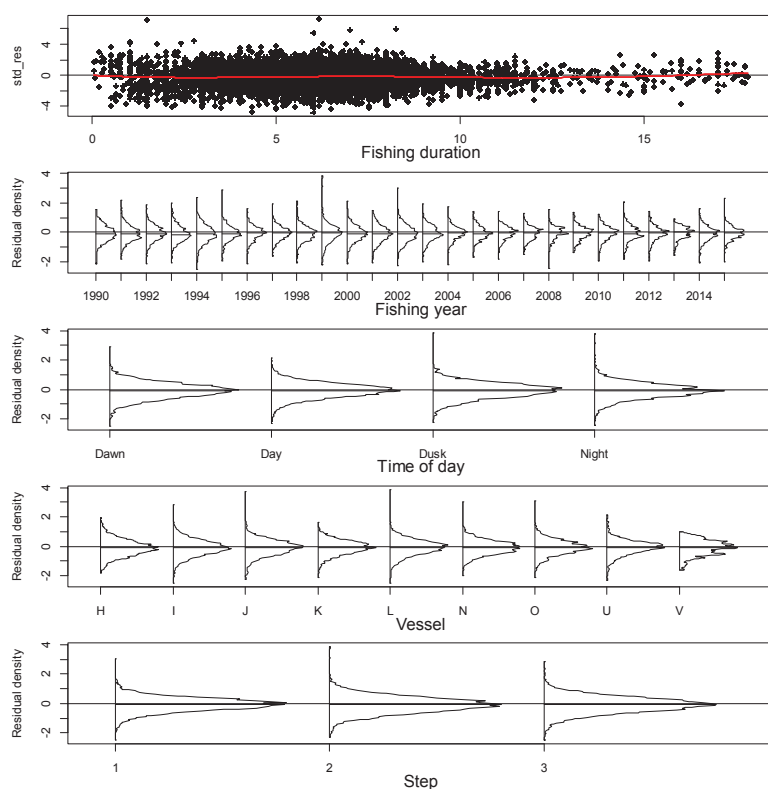 std_res
4
0
-4
0 5 10 15
Fishing duration
Residual density
4
2
0
-2
1990 1992 1994 1996 1998 2000 2002 2004 2006 2008 2010 2012 2014
Fishing year
Residual density
4
2
0
-2
Dawn Day Dusk Night
Time of day
Residual density
4
2
0
-2
H I J K L N O U V
Vessel
Residual density
4
2
0
-2
1 2 3
Step